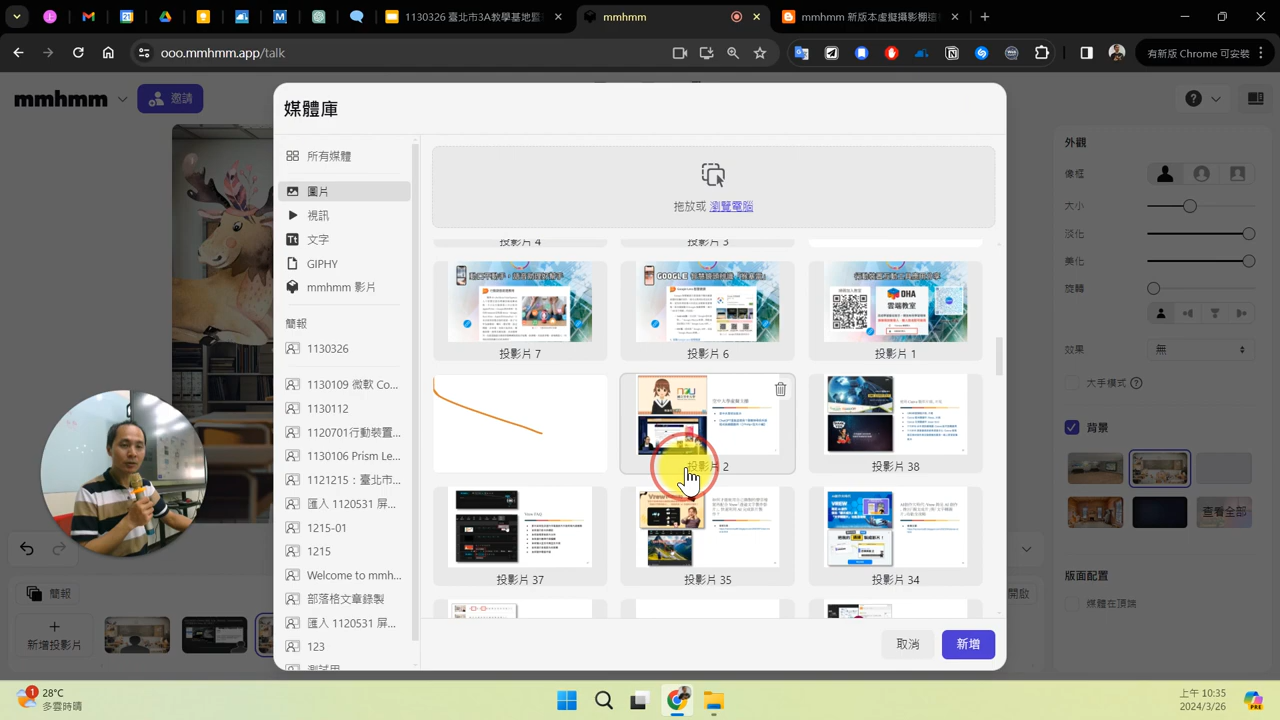 1130326 臺北市3A教學基地暨
mmhmm
mmhmm 新版本虛擬攝影棚這
ooo.mmhmm.app/talk
有新版 Chrome 可安裝
mmhmm
邀請
媒體庫
所有媒體
圖片
視訊
Tt 文字
GIPHY
mmhmm 影片
簡報
1130326
1130109 微軟 Co...
1130112
1120701行動裝置...
1130106 Prism Le...
1121215：臺北市...
匯入 1120531 屏...
1215-01
1215
Welcome to mmh...
部落格文章錄製
匯入 1120531 屏...
123
測試用
拖放或 瀏覽電腦
投影片 4
投影片 3
投影片 7
投影片 6
投影片 1
投影片 2
投影片 38
投影片 37
投影片 35
投影片 34
取消
新增
外觀
像框
大小
淡化
美化
旋轉
效果
無
大手模式
背景
版面配置
媒體在頂端
開啟
簡報
新增投影片
1
28°C
多雲時晴
上午 10:35
2024/3/26
PRE